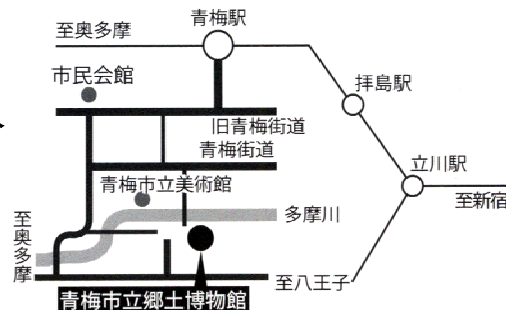 青梅駅
至奥多摩
市民会館
拝島駅
旧青梅街道
青梅街道
立川駅
青梅市立美術館
至新宿
至奥多摩
多摩川
至八王子
青梅市立郷土博物館